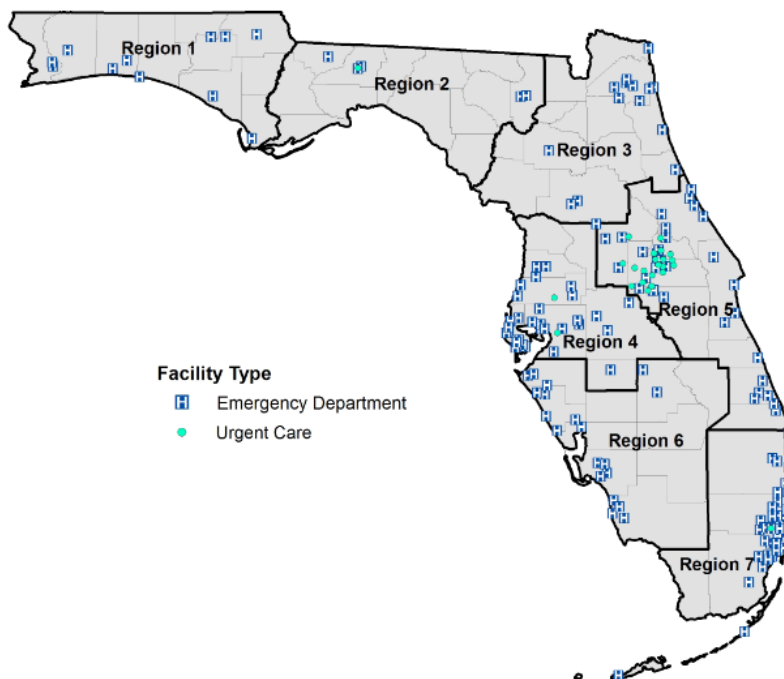 Region 1
Region 2
Region 3
Region 5
Region 4
Facility Type
H Emergency Department
Urgent Care
Region 6
Region 7